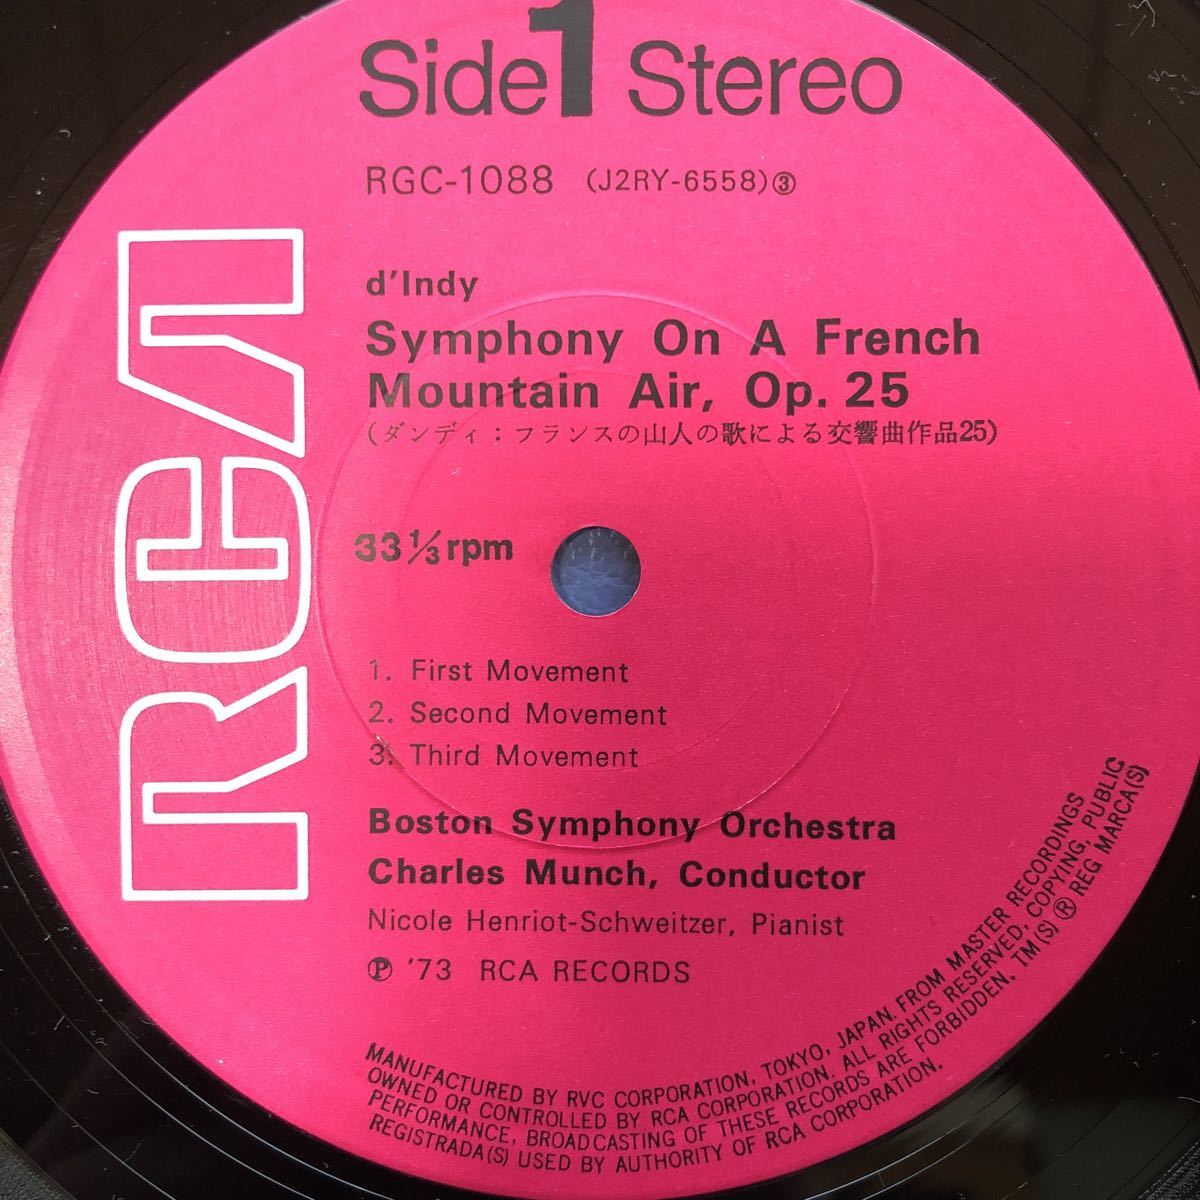 Side 1 Stereo
RGC-1088 (J2RY-6558)③
d'Indy
Symphony On A French
Mountain Air, Op. 25
(ダンディ：フランスの山人の歌による交響曲作品25)
33 1/3 rpm
1. First Movement
2. Second Movement
3. Third Movement
Boston Symphony Orchestra
Charles Munch, Conductor
Nicole Henriot-Schweitzer, Pianist
Ⓟ '73 RCA RECORDS
RCA
MANUFACTURED BY RVC CORPORATION, TOKYO, JAPAN. FROM MASTER RECORDINGS
OWNED OR CONTROLLED BY RCA CORPORATION. ALL RIGHTS RESERVED, COPYING, PUBLIC
PERFORMANCE, BROADCASTING OF THESE RECORDS ARE FORBIDDEN. TM(S) ® REG MARCA(S)
REGISTRADA(S) USED BY AUTHORITY OF RCA CORPORATION.